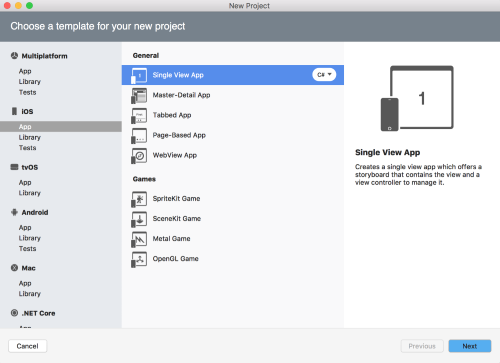 New Project
Choose a template for your new project
Multiplatform
App
Library
Tests
iOS
App
Library
Tests
tvOS
App
Library
Android
App
Library
Tests
Mac
App
Library
.NET Core
App
General
Single View App
C#
Master-Detail App
Tabbed App
Page-Based App
WebView App
Games
SpriteKit Game
SceneKit Game
Metal Game
OpenGL Game
1
Single View App
Creates a single view app which offers a
storyboard that contains the view and a
view controller to manage it.
Cancel
Previous
Next